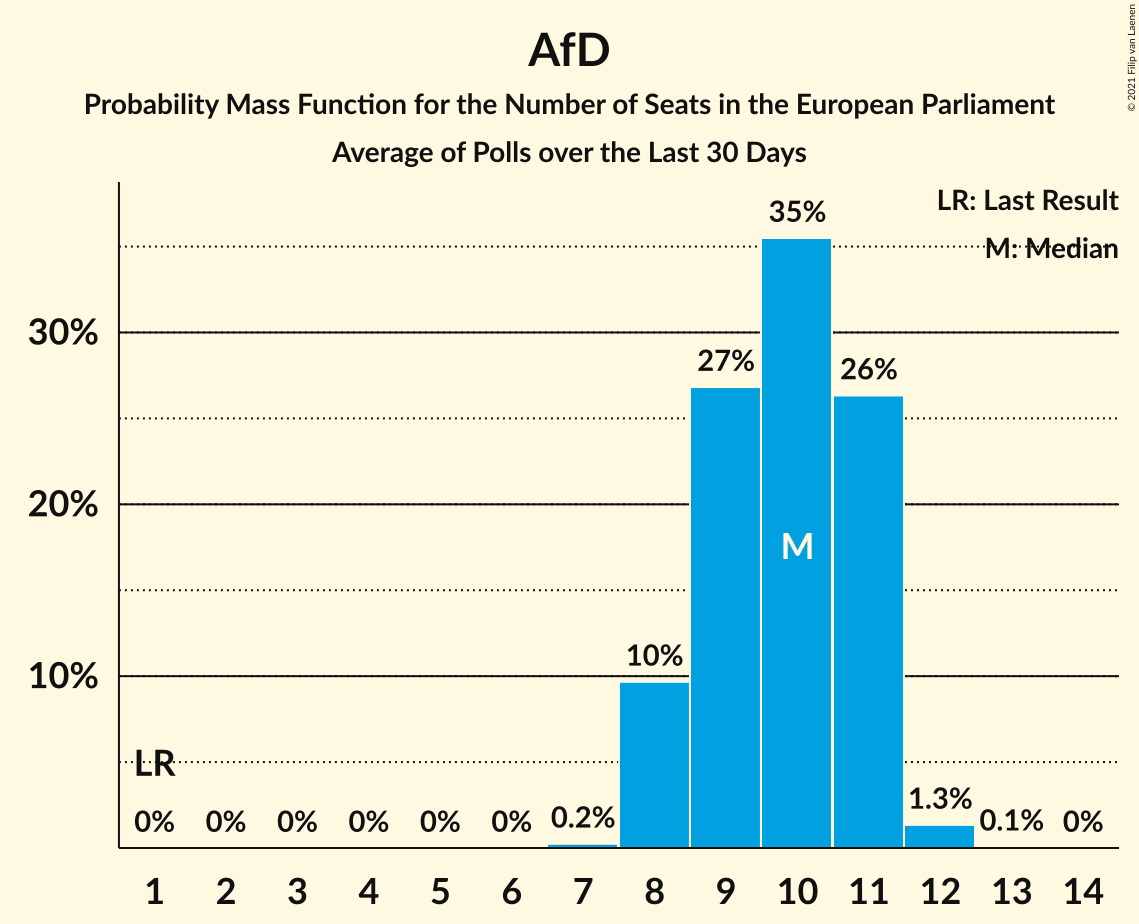 AfD
Probability Mass Function for the Number of Seats in the European Parliament
Average of Polls over the Last 30 Days
© 2021 Filip van Laenen
LR: Last Result
M: Median
35%
30%
27%
26%
20%
M
10%
10%
LR
0%
0%
0%
0%
0%
0%
0.2%
1.3%
0.1%
0%
1 2 3 4 5 6 7 8 9 10 11 12 13 14